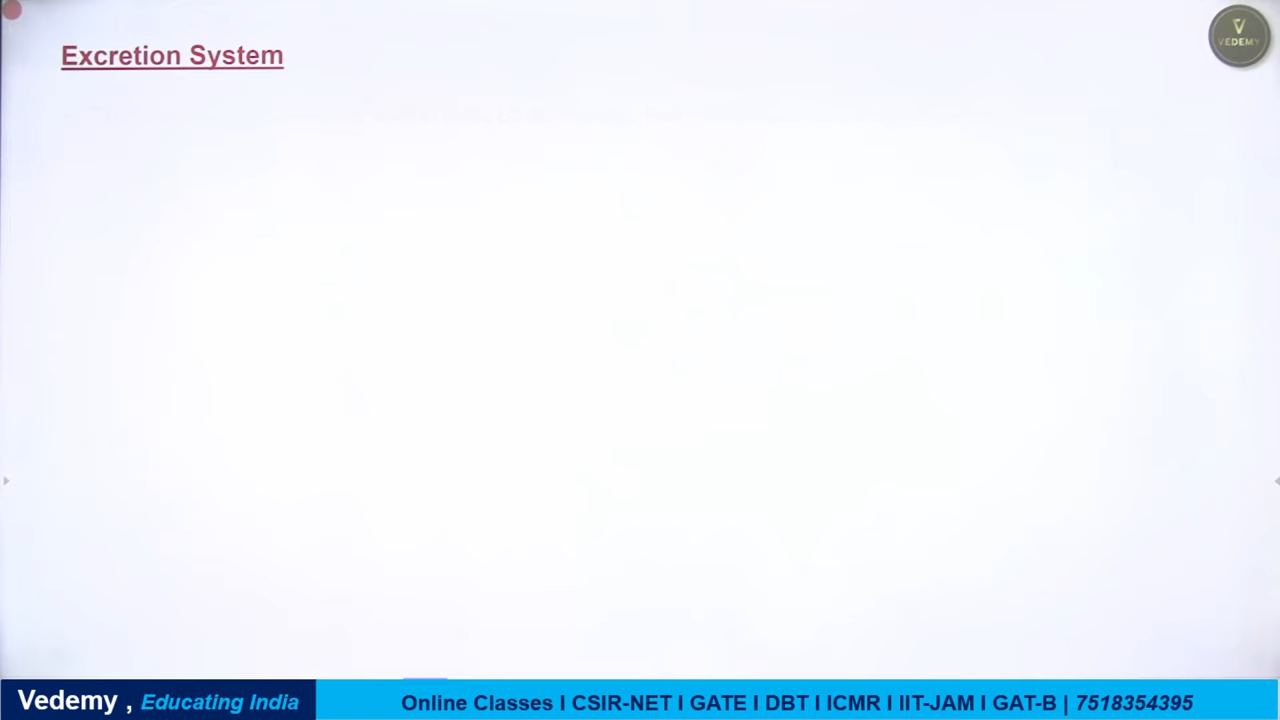 Excretion System
V
VEDEMY
Vedemy , Educating India
Online Classes I CSIR-NET I GATE I DBT I ICMR I IIT-JAM I GAT-B | 7518354395